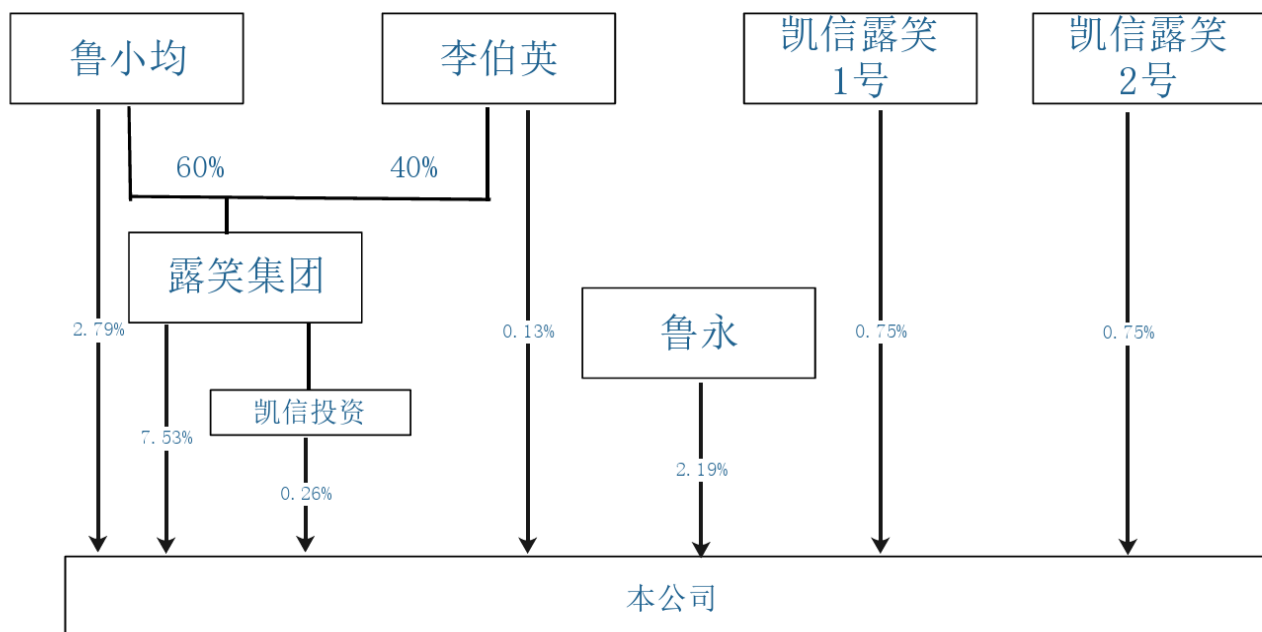 鲁小均
李伯英
凯信露笑
1号
凯信露笑
2号
60%
40%
露笑集团
鲁永
2.79%
0.13%
0.75%
0.75%
凯信投资
7.53%
2.19%
0.26%
本公司